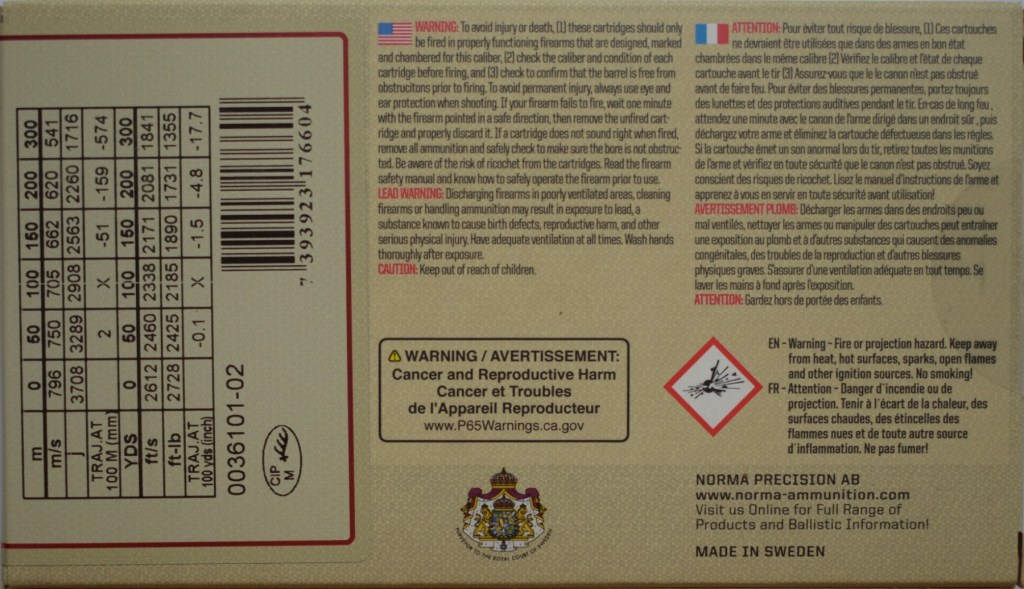 m 0 50 100 150 200 300
m/s 796 750 705 662 620 541
j 3708 3289 2908 2563 2260 1716
TRAJ.AT
100 M (mm) 2 X -51 -159 -574
YDS 0 50 100 150 200 300
ft/s 2612 2460 2338 2171 2081 1841
ft-lb 2728 2425 2185 1890 1731 1355
TRAJ.AT
100 yds (inch) -0.1 X -1.5 -4.8 -17.7
0036101-02
CIP
M
7 393923 176604
WARNING: To avoid injury or death, (1) these cartridges should only
be fired in properly functioning firearms that are designed, marked
and chambered for this caliber, (2) check the caliber and condition of each
cartridge before firing, and (3) check to confirm that the barrel is free from
obstrucitons prior to firing. To avoid permanent injury, always use eye and
ear protection when shooting. If your firearm fails to fire, wait one minute
with the firearm pointed in a safe direction, then remove the unfired cart-
ridge and properly discard it. If a cartridge does not sound right when fired,
remove all ammunition and safely check to make sure the bore is not obstruc-
ted. Be aware of the risk of ricochet from the cartridges. Read the firearm
safety manual and know how to safely operate the firearm prior to use.
LEAD WARNING: Discharging firearms in poorly ventilated areas, cleaning
firearms or handling ammunition may result in exposure to lead, a
substance known to cause birth defects, reproductive harm, and other
serious physical injury. Have adequate ventilation at all times. Wash hands
thoroughly after exposure.
CAUTION: Keep out of reach of children.
ATTENTION: Pour éviter tout risque de blessure, (1) Ces cartouches
ne devraient être utilisées que dans des armes en bon état
chambrées dans le même calibre (2) Vérifiez le calibre et l'état de chaque
cartouche avant le tir (3) Assurez-vous que le le canon n'est pas obstrué
avant de faire feu. Pour éviter des blessures permanentes, portez toujours
des lunettes et des protections auditives pendant le tir. En-cas de long feu ,
attendez une minute avec le canon de l'arme dirigé dans un endroit sûr , puis
déchargez votre arme et éliminez la cartouche défectueuse dans les règles.
Si la cartouche émet un son anormal lors du tir, retirez toutes les munitions
de l'arme et vérifiez en toute sécurité que le canon n'est pas obstrué. Soyez
conscient des risques de ricochet. Lisez le manuel d'instructions de l'arme et
apprenez à vous en servir en toute sécurité avant utilisation!
AVERTISSEMENT PLOMB: Décharger les armes dans des endroits peu ou
mal ventilés, nettoyer les armes ou manipuler des cartouches peut entraîner
une exposition au plomb et à d'autres substances qui causent des anomalies
congénitales, des troubles de la reproduction et d'autres blessures
physiques graves. S'assurer d'une ventilation adéquate en tout temps. Se
laver les mains à fond après l'exposition.
ATTENTION: Gardez hors de portée des enfants.
WARNING / AVERTISSEMENT:
Cancer and Reproductive Harm
Cancer et Troubles
de l'Appareil Reproducteur
www.P65Warnings.ca.gov
EN - Warning - Fire or projection hazard. Keep away
from heat, hot surfaces, sparks, open flames
and other ignition sources. No smoking!
FR - Attention - Danger d'incendie ou de
projection. Tenir à l'écart de la chaleur, des
surfaces chaudes, des étincelles des
flammes nues et de toute autre source
d'inflammation. Ne pas fumer!
PURVEYOR TO THE ROYAL COURT OF SWEDEN
NORMA PRECISION AB
www.norma-ammunition.com
Visit us Online for Full Range of
Products and Ballistic Information!
MADE IN SWEDEN